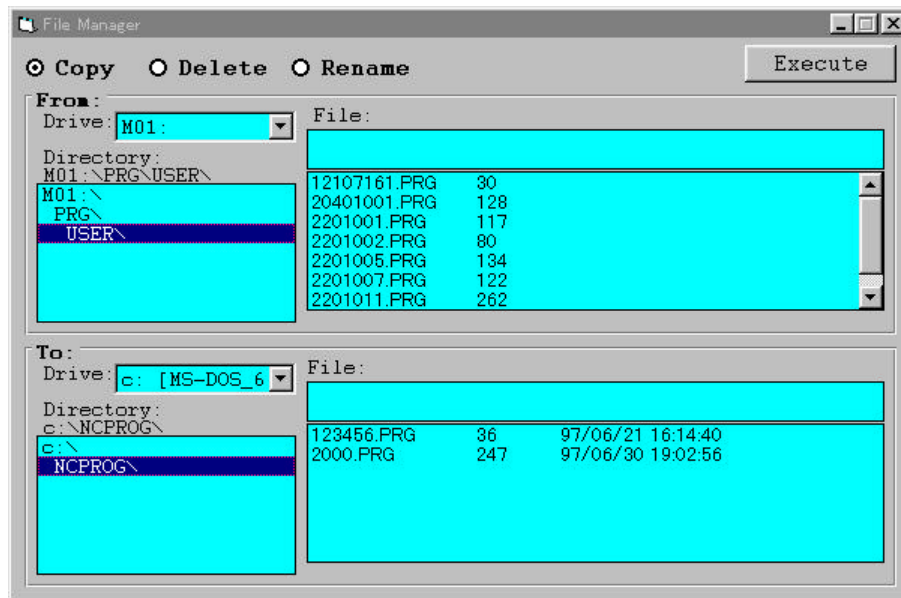 File Manager
Copy Delete Rename Execute
From:
Drive: M01:
Directory:
M01:\PRG\USER\
M01:\
PRG\
USER\
File:
12107161.PRG 30
20401001.PRG 128
2201001.PRG 117
2201002.PRG 80
2201005.PRG 134
2201007.PRG 122
2201011.PRG 262
To:
Drive: c: [MS-DOS_6
Directory:
c:\NCPROG\
c:\
NCPROG\
File:
123456.PRG 36 97/06/21 16:14:40
2000.PRG 247 97/06/30 19:02:56